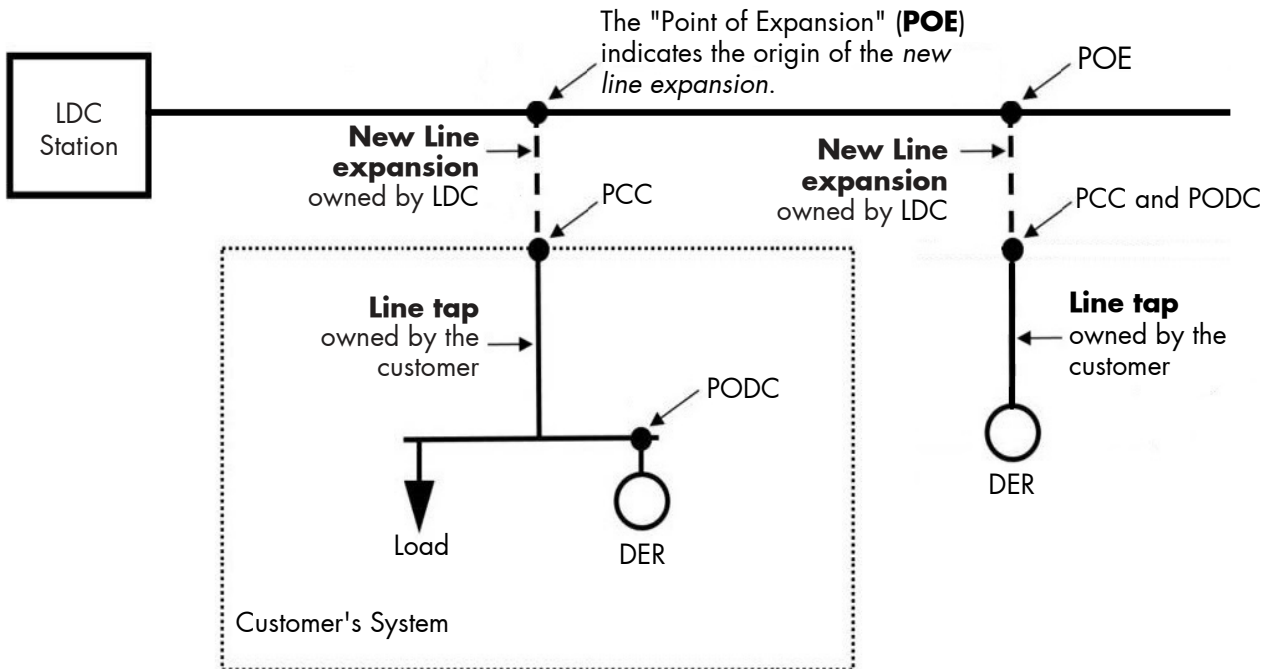 The "Point of Expansion" (POE)
indicates the origin of the new
line expansion.
POE
LDC
Station
New Line
expansion
owned by LDC
PCC
New Line
expansion
owned by LDC
PCC and PODC
Line tap
owned by the
customer
Line tap
owned by the
customer
PODC
Load
DER
DER
Customer's System